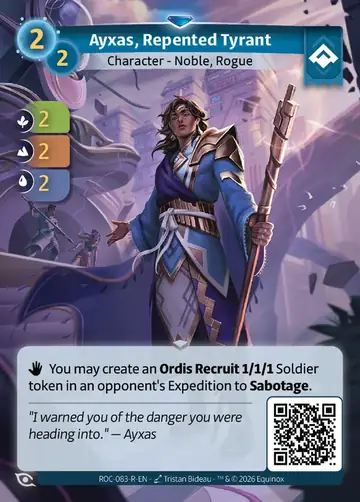 2
Ayxas, Repented Tyrant
2
Character - Noble, Rogue
2
2
2
You may create an Ordis Recruit 1/1/1 Soldier
token in an opponent's Expedition to Sabotage.
"I warned you of the danger you were
heading into." — Ayxas
ROC-083-R-EN - Tristan Bideau - ™ & © 2026 Equinox